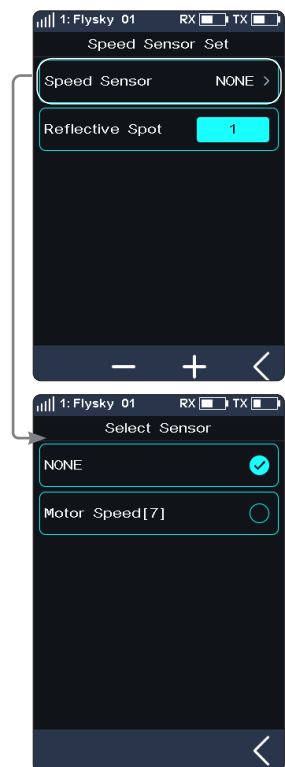 1: Flysky 01 RX TX
Speed Sensor Set
Speed Sensor NONE >
Reflective Spot 1
1: Flysky 01 RX TX
Select Sensor
NONE
Motor Speed[7]